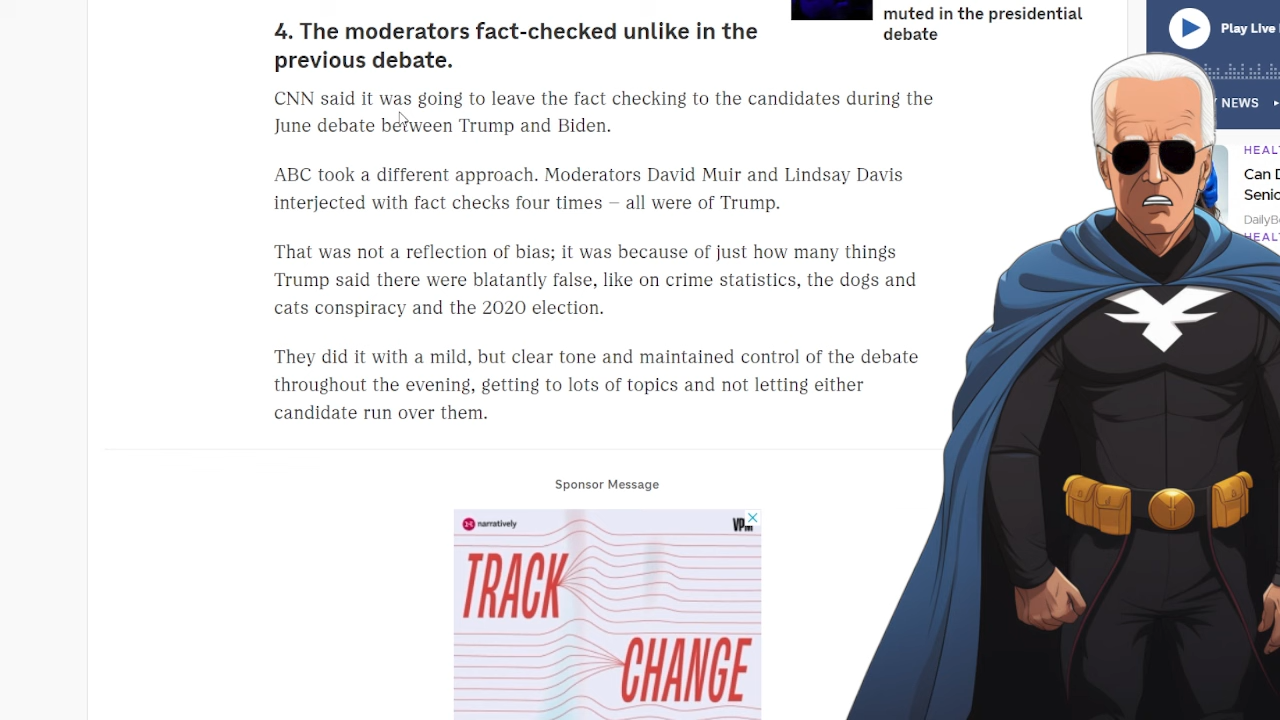 muted in the presidential
debate
4. The moderators fact-checked unlike in the
previous debate.
CNN said it was going to leave the fact checking to the candidates during the
June debate between Trump and Biden.
ABC took a different approach. Moderators David Muir and Lindsay Davis
interjected with fact checks four times – all were of Trump.
That was not a reflection of bias; it was because of just how many things
Trump said there were blatantly false, like on crime statistics, the dogs and
cats conspiracy and the 2020 election.
They did it with a mild, but clear tone and maintained control of the debate
throughout the evening, getting to lots of topics and not letting either
candidate run over them.
Sponsor Message
narratively
TRACK
CHANGE
Play Live
NEWS
HEAL
Can D
Senio
DailyB
HEAL